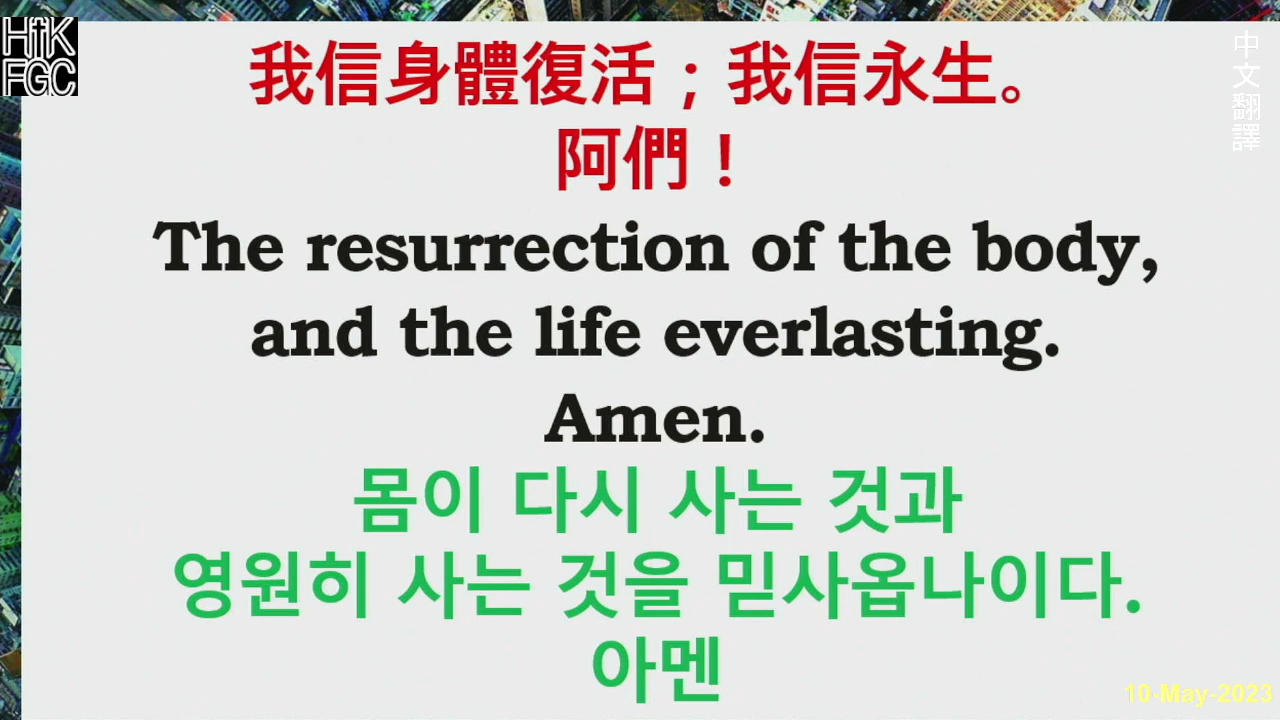 HfK
FGC
我信身體復活；我信永生。
阿們！
The resurrection of the body,
and the life everlasting.
Amen.
몸이 다시 사는 것과
영원히 사는 것을 믿사옵나이다.
아멘
中文翻譯
10-May-2023